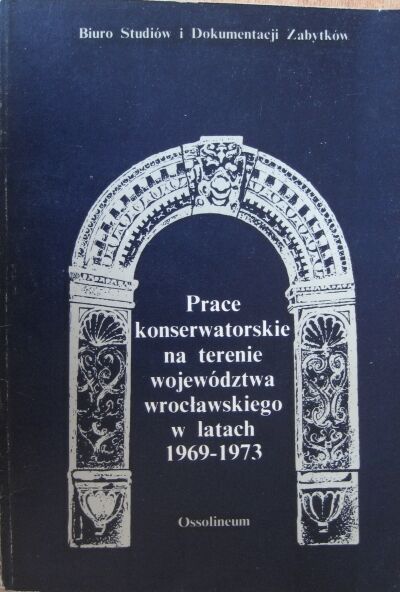 Biuro Studiów i Dokumentacji Zabytków
Prace
konserwatorskie
na terenie
województwa
wrocławskiego
w latach
1969-1973
Ossolineum